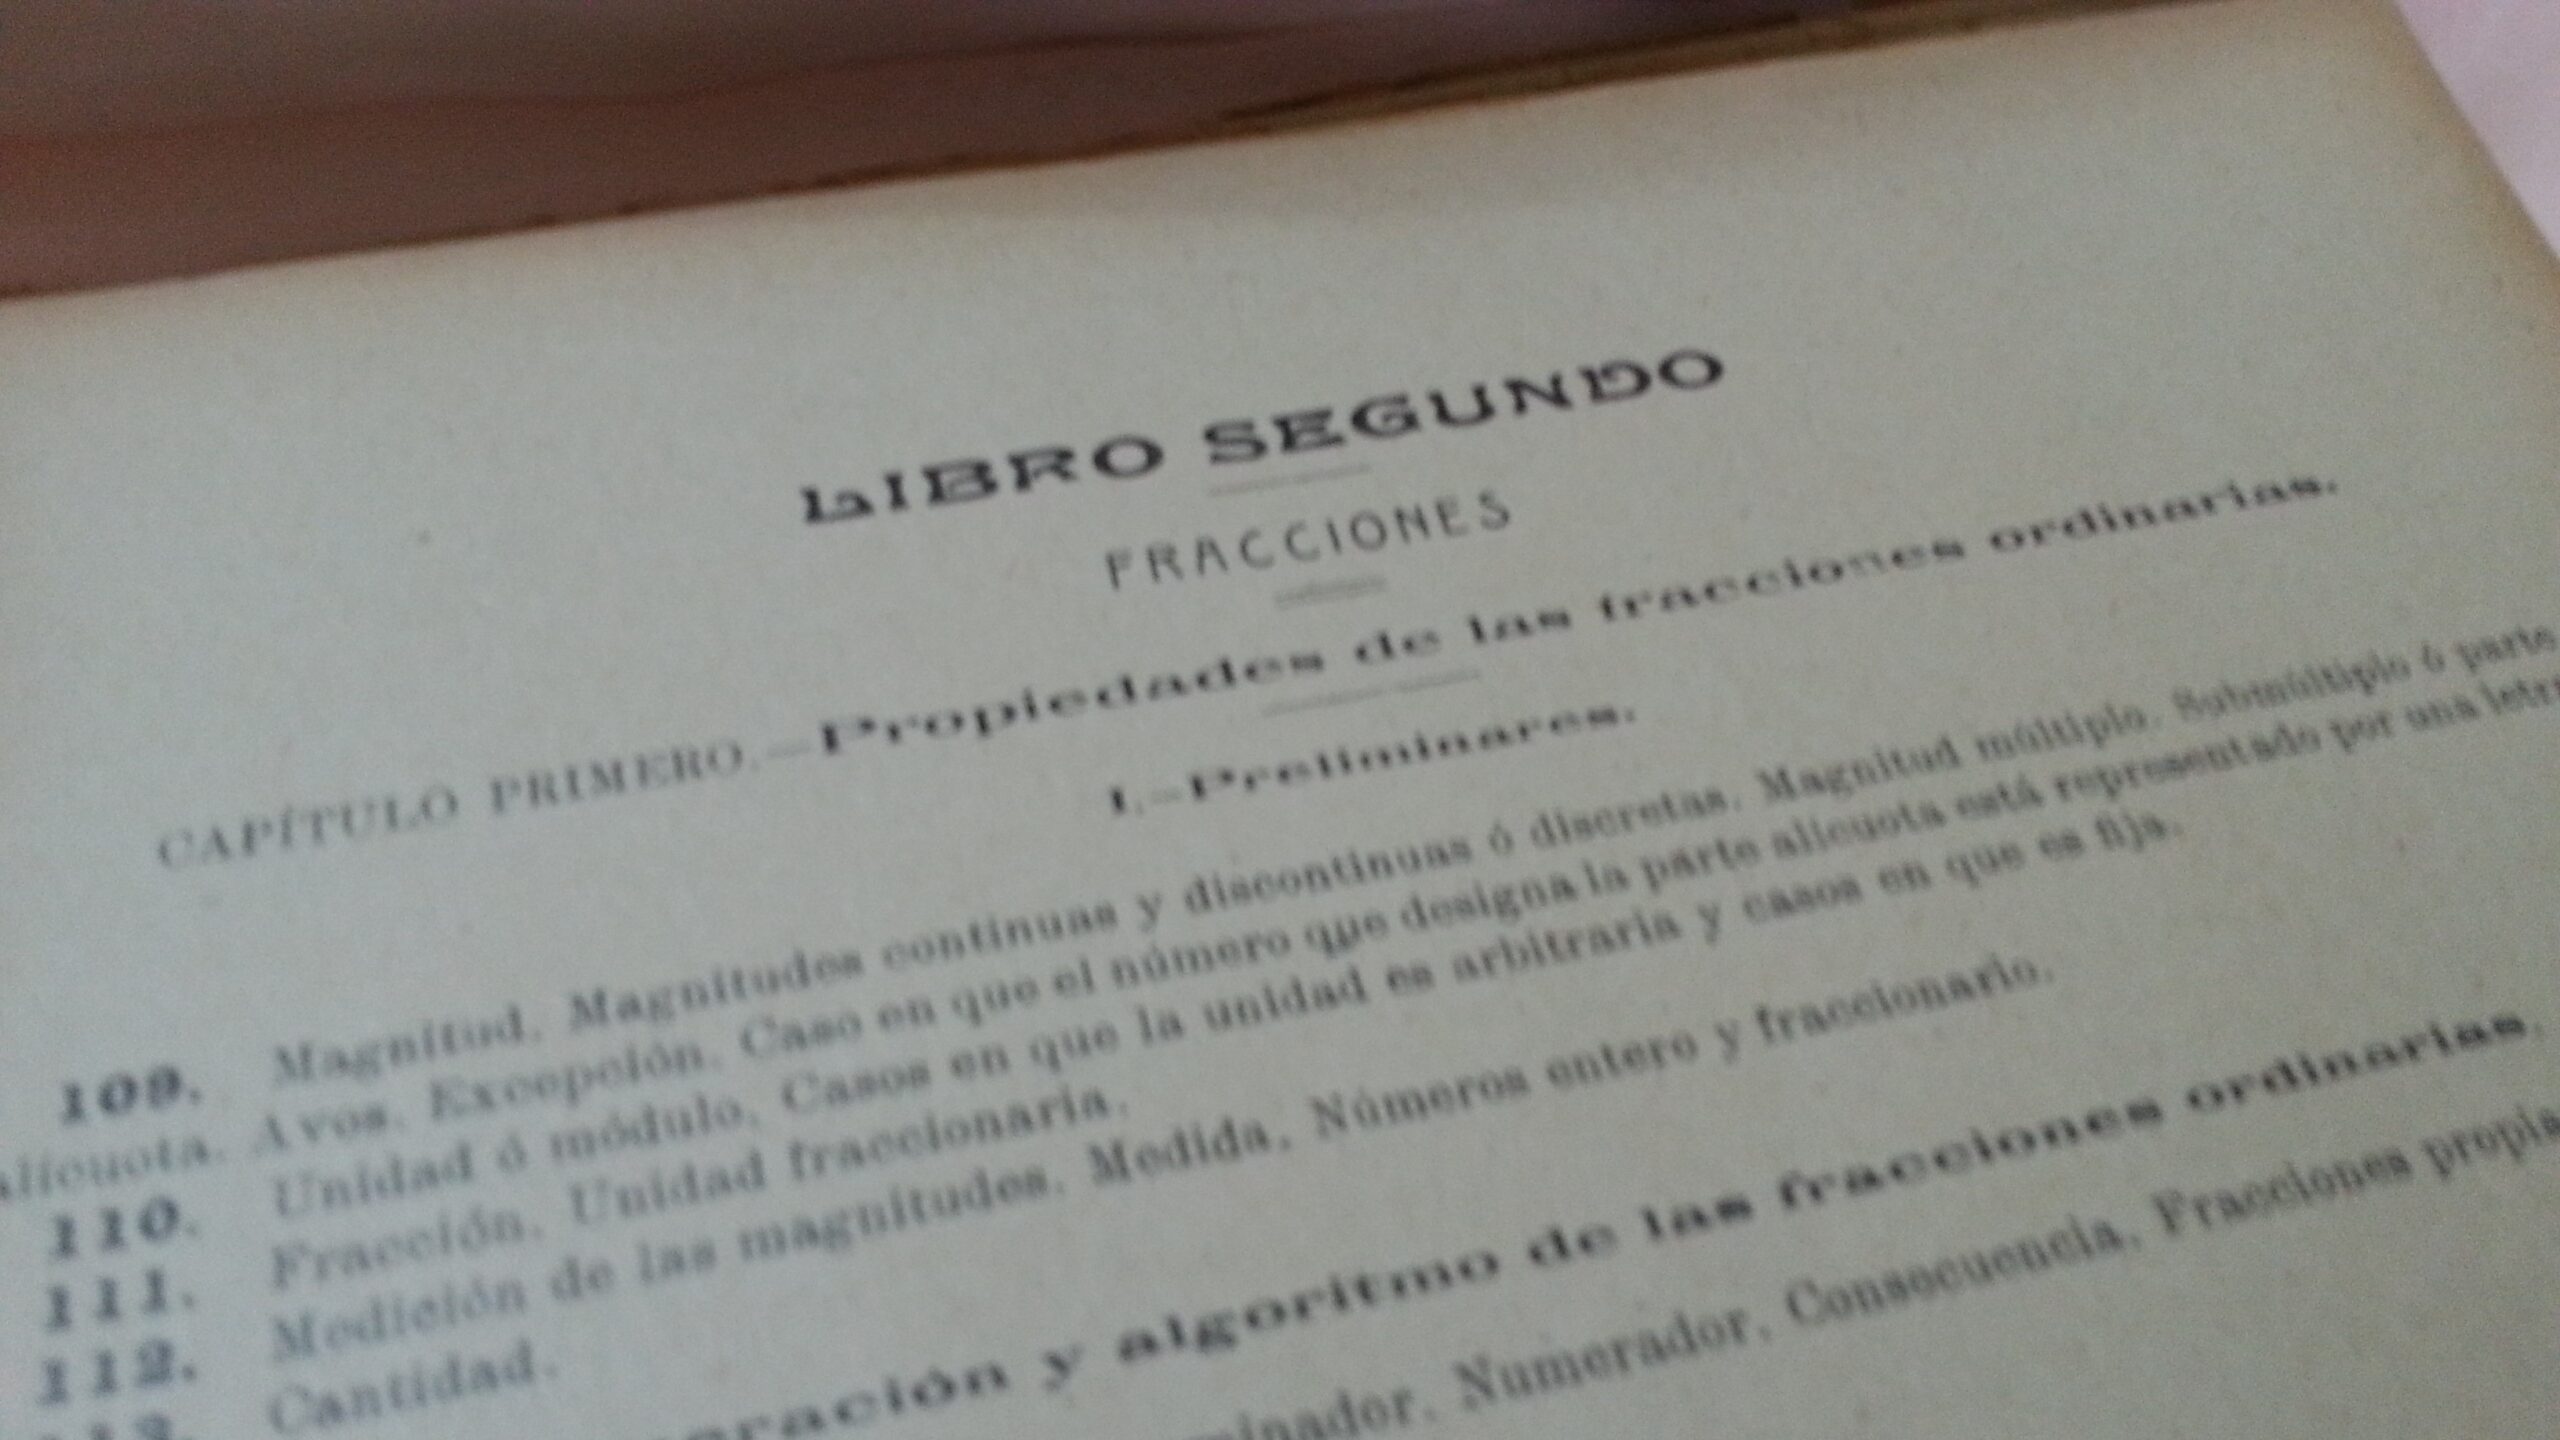 LIBRO SEGUNDO
FRACCIONES
CAPÍTULO PRIMERO.—Propiedades de las fracciones ordinarias.
I.—Preliminares.
109. Magnitud. Magnitudes continuas y discontinuas ó discretas. Magnitud múltiplo. Submúltiplo ó parte
alícuota. Avos. Excepción. Caso en que el número que designa la parte alícuota está representado por una letra
110. Unidad ó módulo. Casos en que la unidad es arbitraria y casos en que es fija.
111. Fracción. Unidad fraccionaria.
112. Medición de las magnitudes. Medida. Números entero y fraccionario.
113. Cantidad.
y algoritmo de las fracciones ordinarias.
Numerador. Consecuencia. Fracciones propias